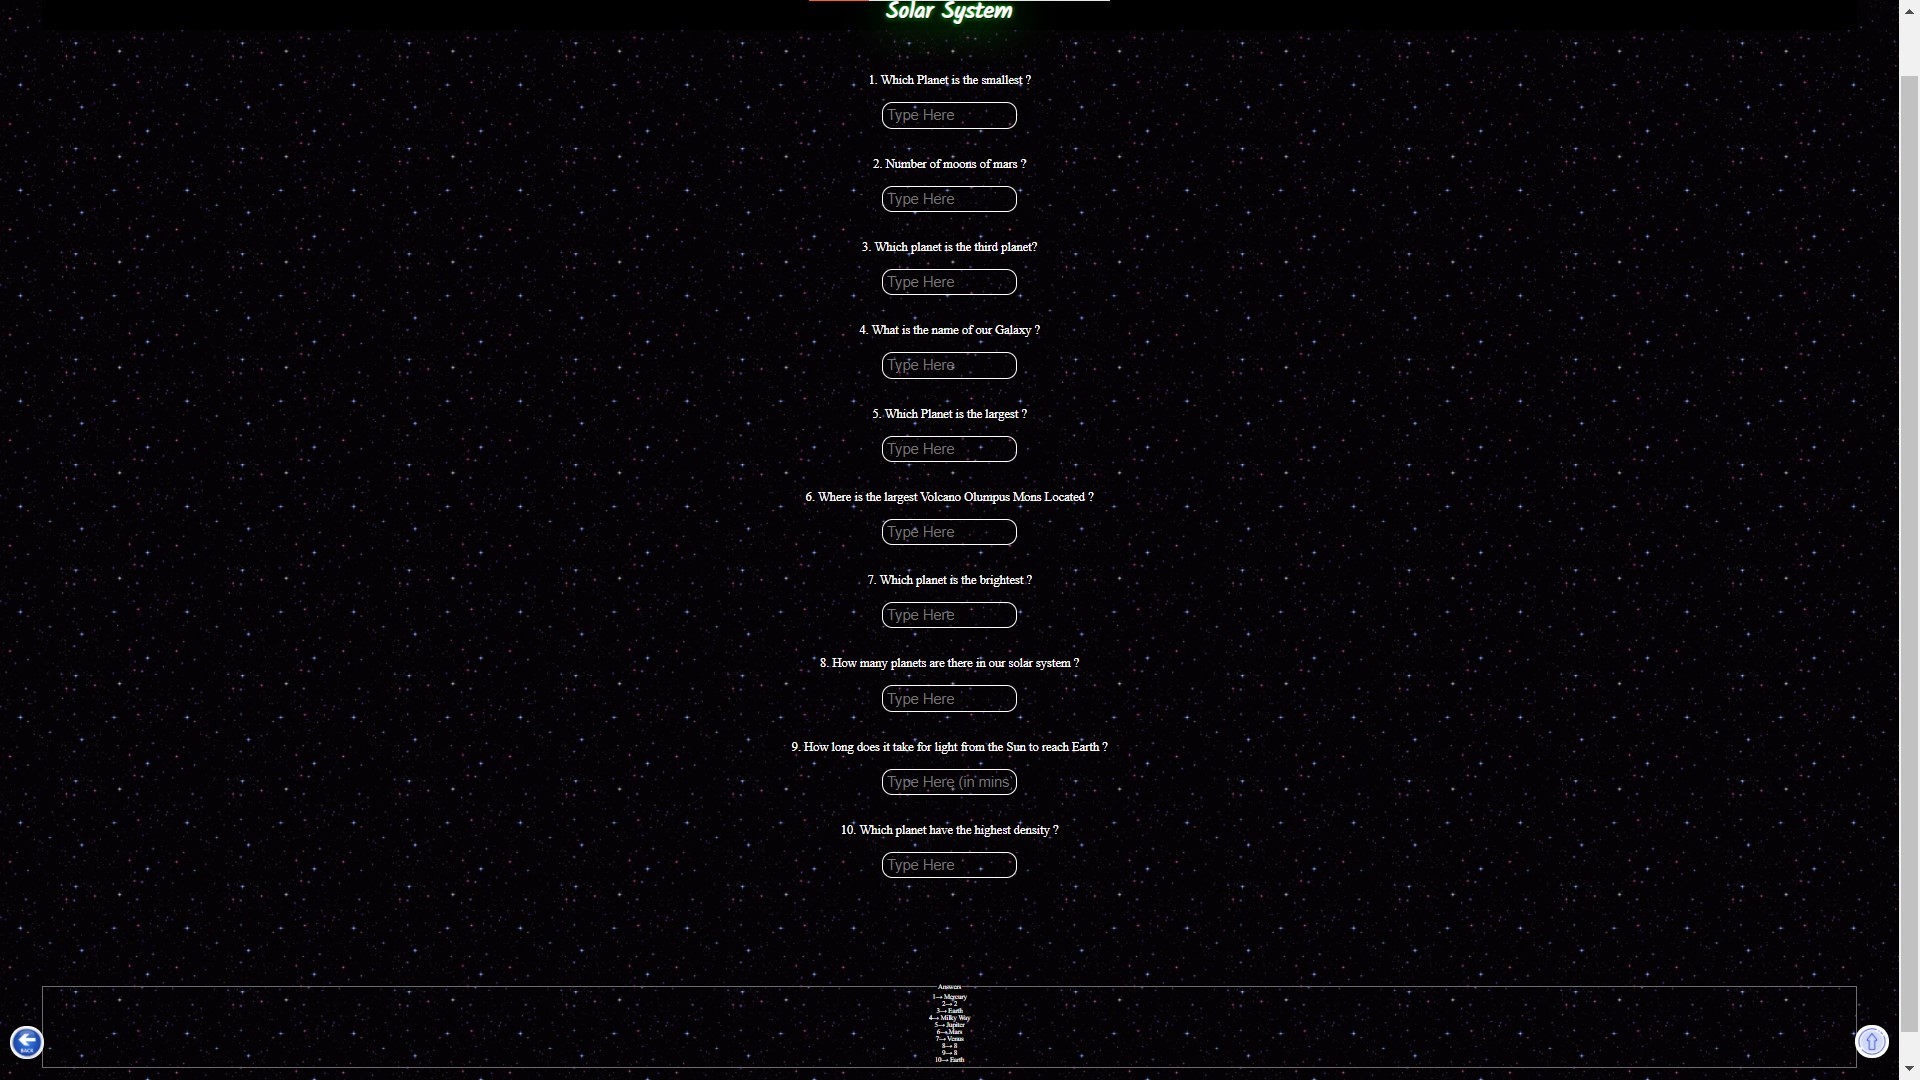 Solar System
1. Which Planet is the smallest ?
Type Here
2. Number of moons of mars ?
Type Here
3. Which planet is the third planet?
Type Here
4. What is the name of our Galaxy ?
Type Here
5. Which Planet is the largest ?
Type Here
6. Where is the largest Volcano Olumpus Mons Located ?
Type Here
7. Which planet is the brightest ?
Type Here
8. How many planets are there in our solar system ?
Type Here
9. How long does it take for light from the Sun to reach Earth ?
Type Here (in mins
10. Which planet have the highest density ?
Type Here
Answers
1→ Mercury
2→ 2
3→ Earth
4→ Milky Way
5→ Jupiter
6→ Mars
7→ Venus
8→ 8
9→ 8
10→ Earth
BACK